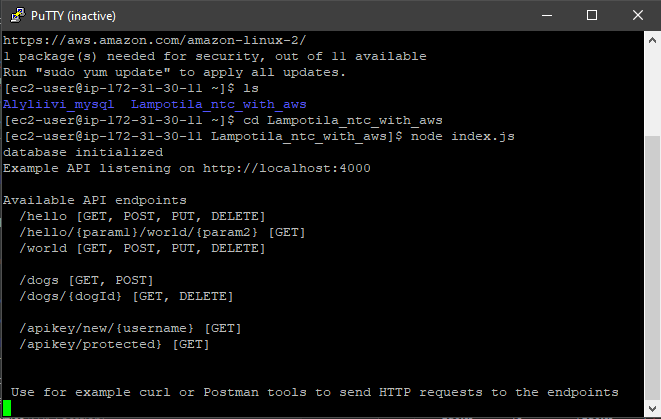 PuTTY (inactive)
https://aws.amazon.com/amazon-linux-2/
1 package(s) needed for security, out of 11 available
Run "sudo yum update" to apply all updates.
[ec2-user@ip-172-31-30-11 ~]$ ls
Alyliivi_mysql  Lampotila_ntc_with_aws
[ec2-user@ip-172-31-30-11 ~]$ cd Lampotila_ntc_with_aws
[ec2-user@ip-172-31-30-11 Lampotila_ntc_with_aws]$ node index.js
database initialized
Example API listening on http://localhost:4000

Available API endpoints
  /hello [GET, POST, PUT, DELETE]
  /hello/{param1}/world/{param2} [GET]
  /world [GET, POST, PUT, DELETE]

  /dogs [GET, POST]
  /dogs/{dogId} [GET, DELETE]

  /apikey/new/{username} [GET]
  /apikey/protected} [GET]

 Use for example curl or Postman tools to send HTTP requests to the endpoints